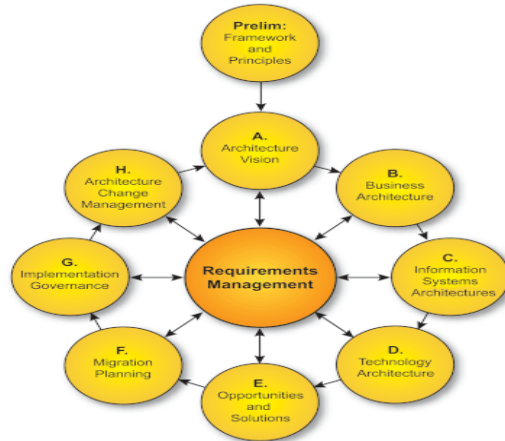 Prelim:
Framework
and
Principles
A.
Architecture
Vision
B.
Business
Architecture
C.
Information
Systems
Architectures
D.
Technology
Architecture
E.
Opportunities
and
Solutions
F.
Migration
Planning
G.
Implementation
Governance
H.
Architecture
Change
Management
Requirements
Management